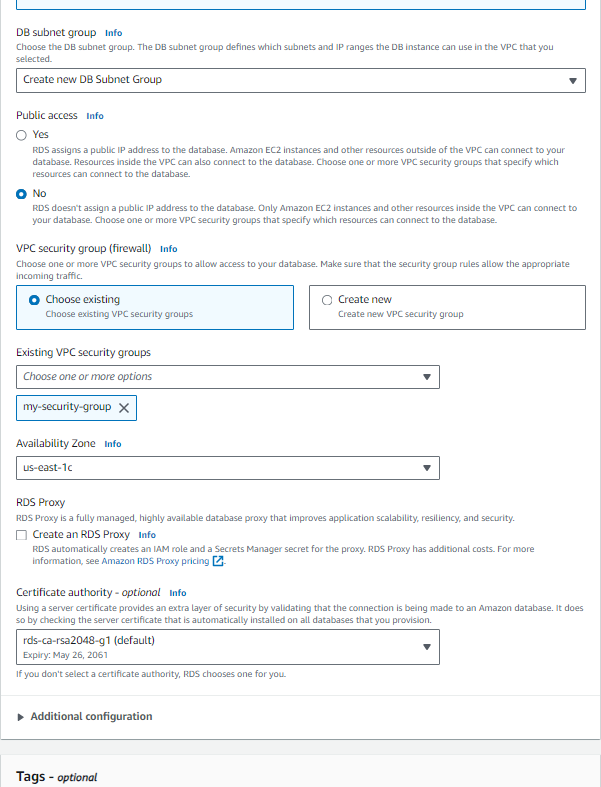 DB subnet group Info
Choose the DB subnet group. The DB subnet group defines which subnets and IP ranges the DB instance can use in the VPC that you
selected.
Create new DB Subnet Group
Public access Info
Yes
RDS assigns a public IP address to the database. Amazon EC2 instances and other resources outside of the VPC can connect to your
database. Resources inside the VPC can also connect to the database. Choose one or more VPC security groups that specify which
resources can connect to the database.
No
RDS doesn't assign a public IP address to the database. Only Amazon EC2 instances and other resources inside the VPC can connect to
your database. Choose one or more VPC security groups that specify which resources can connect to the database.
VPC security group (firewall) Info
Choose one or more VPC security groups to allow access to your database. Make sure that the security group rules allow the appropriate
incoming traffic.
Choose existing
Choose existing VPC security groups
Create new
Create new VPC security group
Existing VPC security groups
Choose one or more options
my-security-group
Availability Zone Info
us-east-1c
RDS Proxy
RDS Proxy is a fully managed, highly available database proxy that improves application scalability, resiliency, and security.
Create an RDS Proxy Info
RDS automatically creates an IAM role and a Secrets Manager secret for the proxy. RDS Proxy has additional costs. For more
information, see Amazon RDS Proxy pricing.
Certificate authority - optional Info
Using a server certificate provides an extra layer of security by validating that the connection is being made to an Amazon database. It does
so by checking the server certificate that is automatically installed on all databases that you provision.
rds-ca-rsa2048-g1 (default)
Expiry: May 26, 2061
If you don't select a certificate authority, RDS chooses one for you.
Additional configuration
Tags - optional